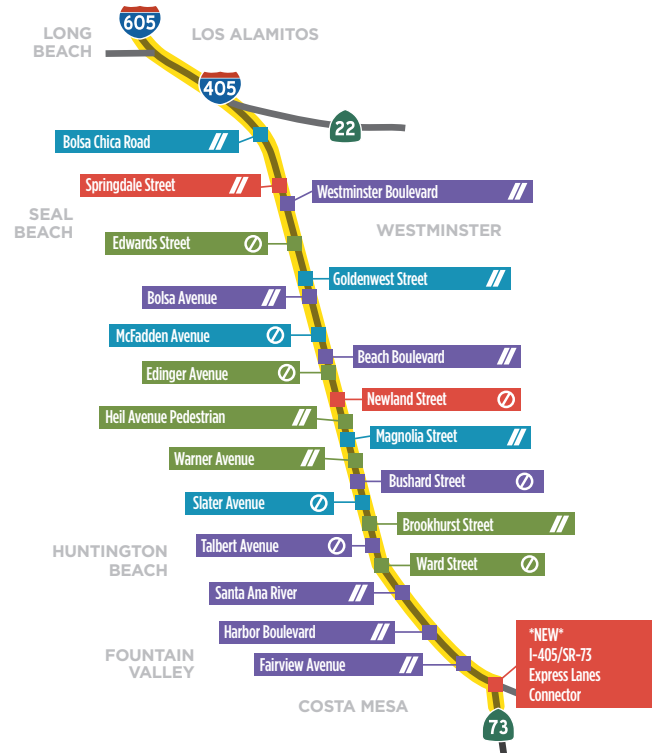 605
LONG
BEACH
LOS ALAMITOS
405
22
Bolsa Chica Road
Springdale Street
Westminster Boulevard
SEAL
BEACH
WESTMINSTER
Edwards Street
Goldenwest Street
Bolsa Avenue
McFadden Avenue
Beach Boulevard
Edinger Avenue
Newland Street
Heil Avenue Pedestrian
Magnolia Street
Warner Avenue
Bushard Street
Slater Avenue
Brookhurst Street
Talbert Avenue
HUNTINGTON
BEACH
Ward Street
Santa Ana River
Harbor Boulevard
FOUNTAIN
VALLEY
Fairview Avenue
*NEW*
I-405/SR-73
Express Lanes
Connector
COSTA MESA
73